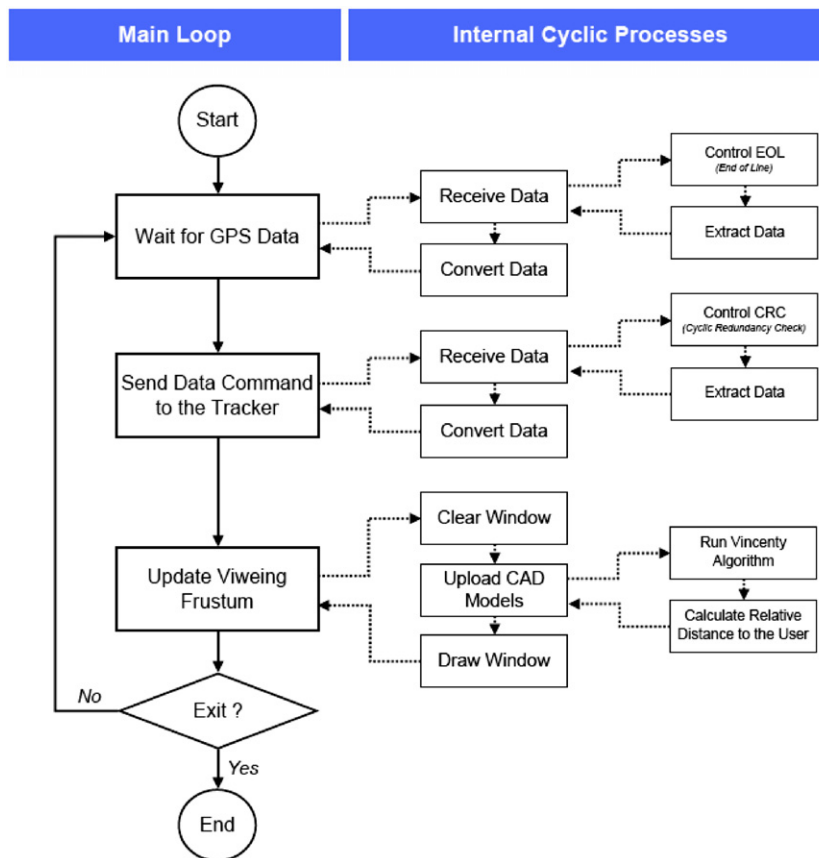 Main Loop
Internal Cyclic Processes
Start
Wait for GPS Data
Receive Data
Convert Data
Control EOL
(End of Line)
Extract Data
Send Data Command
to the Tracker
Receive Data
Convert Data
Control CRC
(Cyclic Redundancy Check)
Extract Data
Update Viweing
Frustum
Clear Window
Upload CAD
Models
Draw Window
Run Vincenty
Algorithm
Calculate Relative
Distance to the User
No
Exit ?
Yes
End